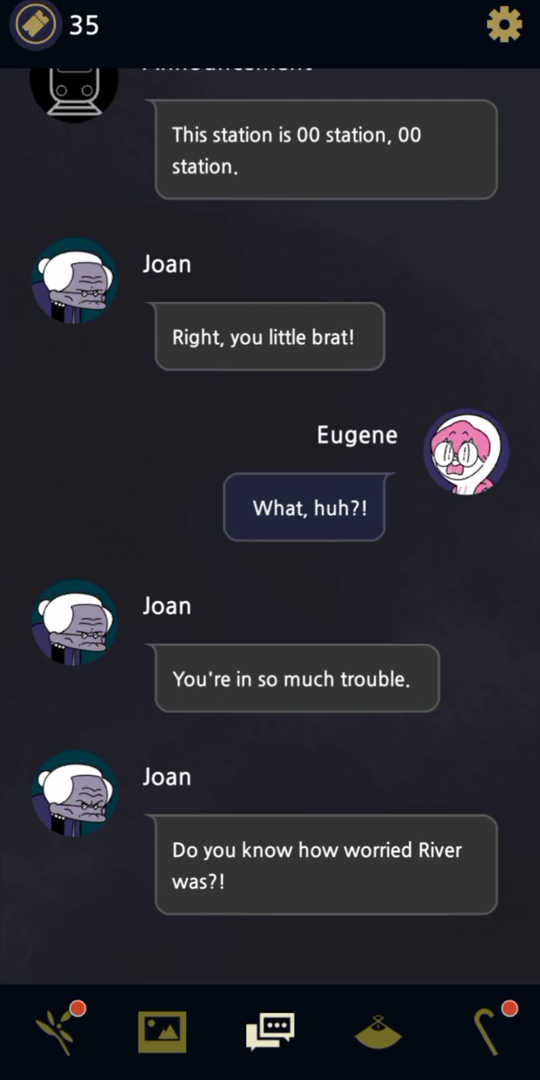 35
Announcement
This station is 00 station, 00
station.
Joan
Right, you little brat!
Eugene
What, huh?!
Joan
You're in so much trouble.
Joan
Do you know how worried River
was?!